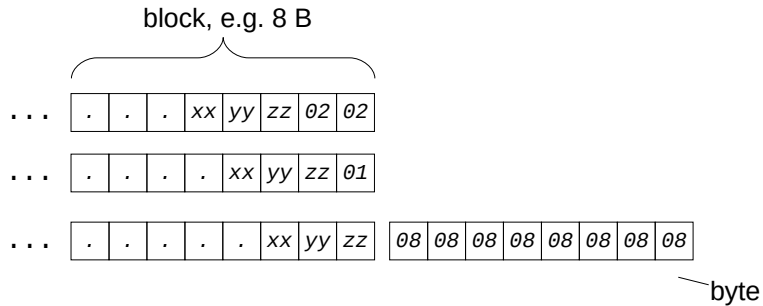 block, e.g. 8 B
... . . . xx yy zz 02 02
... . . . . xx yy zz 01
... . . . . . xx yy zz 08 08 08 08 08 08 08 08
byte